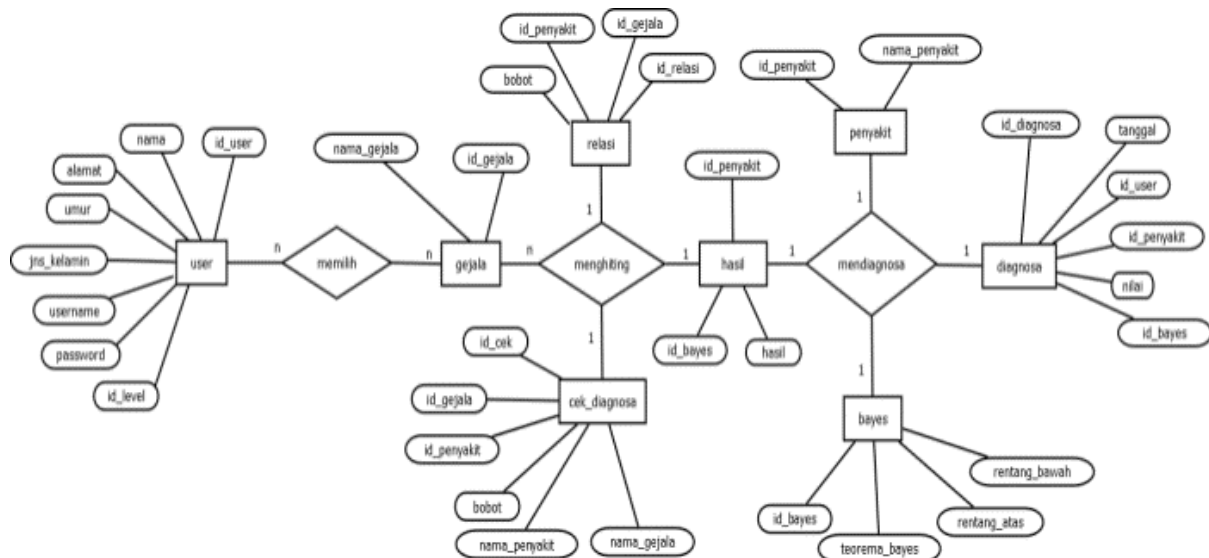 id_penyakit
id_gejala
bobot
id_relasi
relasi
id_penyakit
nama_penyakit
penyakit
nama
id_user
alamat
umur
jns_kelamin
username
password
id_level
user
n
memilih
n
nama_gejala
id_gejala
gejala
n
menghiting
1
1
1
id_penyakit
hasil
id_bayes
hasil
1
mendiagnosa
1
1
1
id_diagnosa
tanggal
id_user
id_penyakit
nilai
id_bayes
diagnosa
id_cek
id_gejala
id_penyakit
bobot
nama_penyakit
nama_gejala
cek_diagnosa
bayes
id_bayes
teorema_bayes
rentang_atas
rentang_bawah